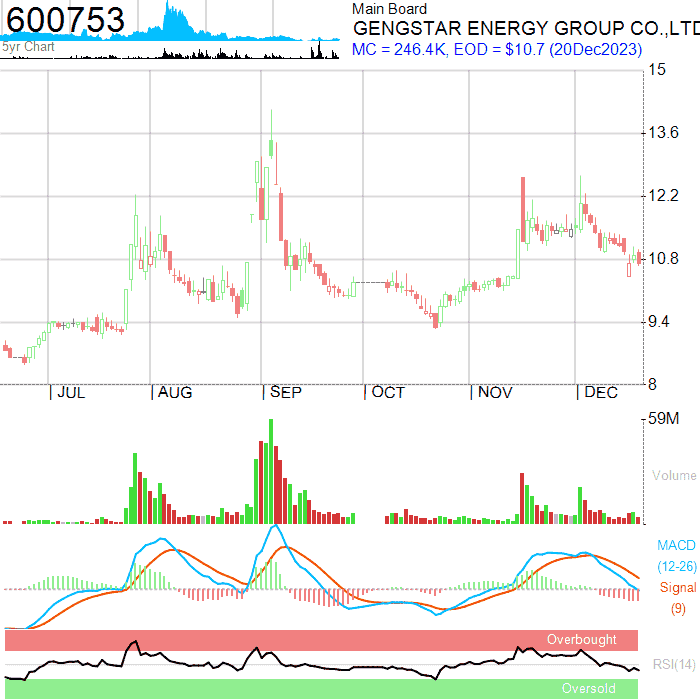 600753
5yr Chart
Main Board
GENGSTAR ENERGY GROUP CO.,LTD
MC = 246.4K, EOD = $10.7 (20Dec2023)
15
13.6
12.2
10.8
9.4
8
JUL
AUG
SEP
OCT
NOV
DEC
59M
Volume
MACD
(12-26)
Signal
(9)
Overbought
RSI(14)
Oversold